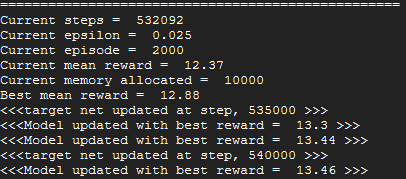 ==================================================
Current steps =  532092
Current epsilon =  0.025
Current episode =  2000
Current mean reward =  12.37
Current memory allocated =  10000
Best mean reward =  12.88
<<<target net updated at step, 535000 >>>
<<<Model updated with best reward =  13.3 >>>
<<<Model updated with best reward =  13.44 >>>
<<<target net updated at step, 540000 >>>
<<<Model updated with best reward =  13.46 >>>